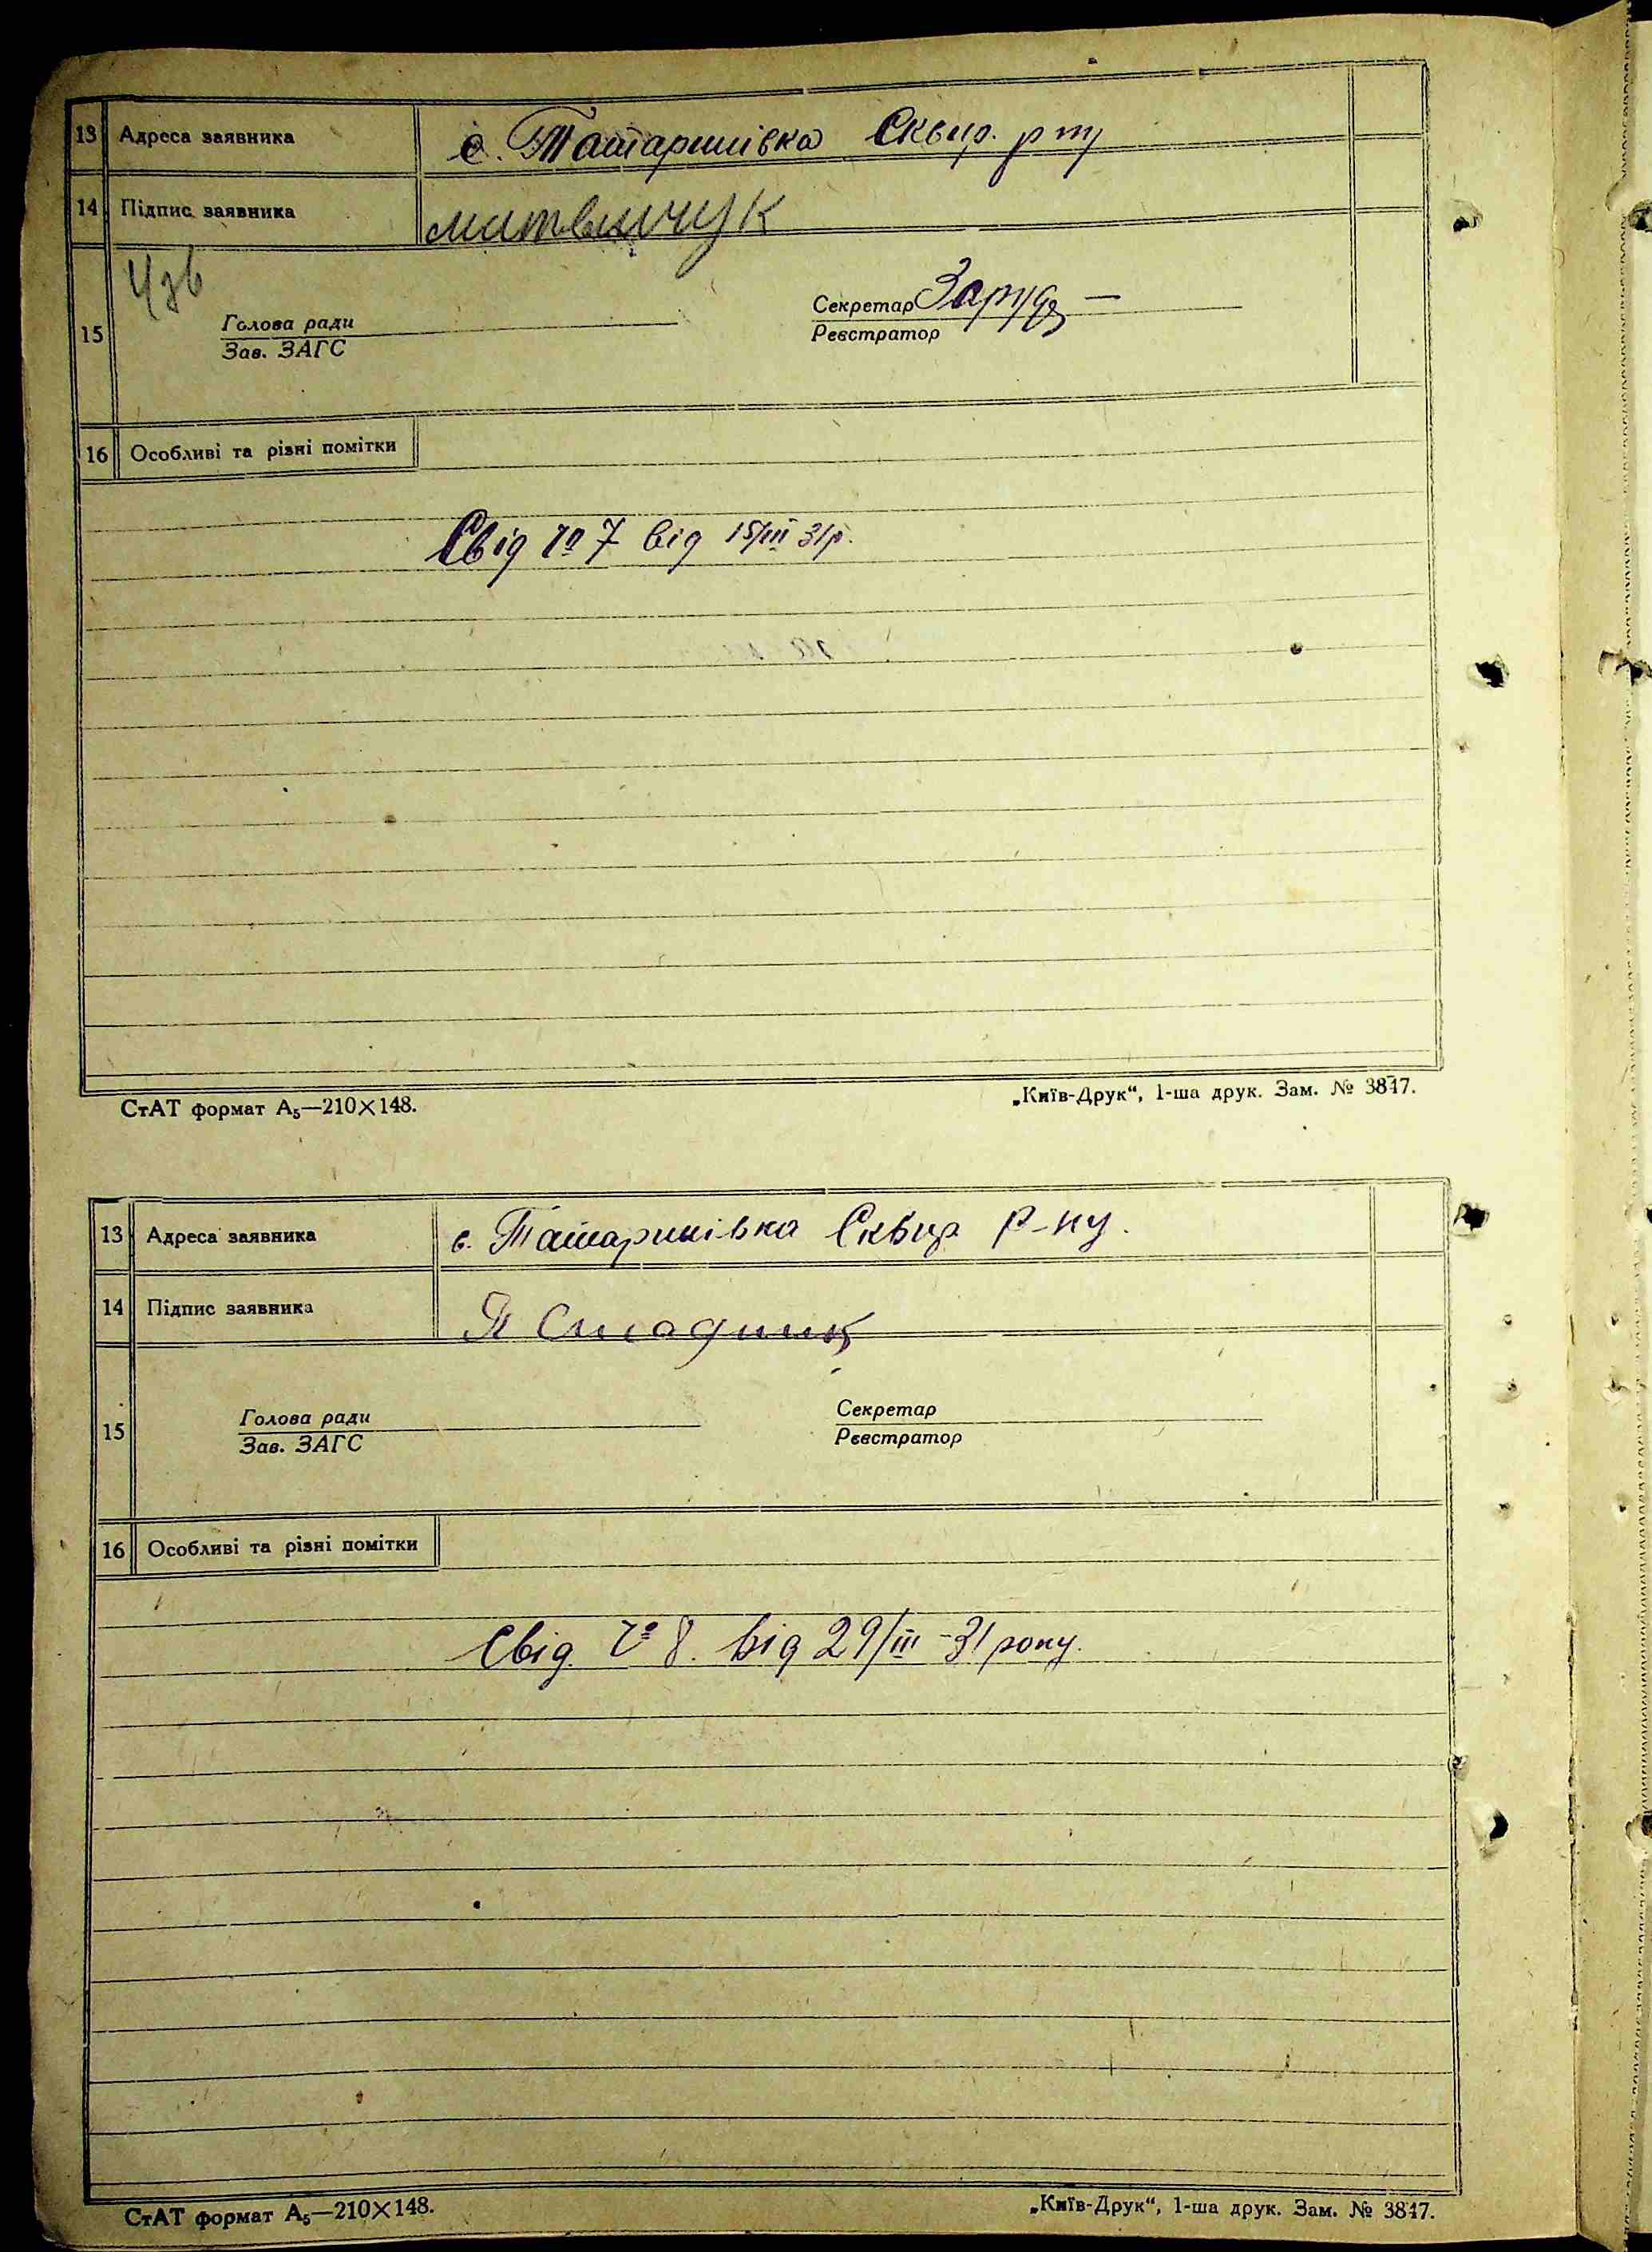 13 Адреса заявника с. Татаринівка Сквир. р ну
14 Підпис заявника литвинчук
15 Голова ради Секретар Заруд
Зав. ЗАГС Реєстратор
16 Особливі та різні помітки
Свід № 7 від 15/III 31р.
СтАТ формат А5—210×148. „Київ-Друк“, 1-ша друк. Зам. № 3847.
13 Адреса заявника с. Татаринівка Сквир р-ну.
14 Підпис заявника П
15 Голова ради Секретар
Зав. ЗАГС Реєстратор
16 Особливі та різні помітки
Свід. № 8. від 29/III-31 року.
СтАТ формат А5—210×148. „Київ-Друк“, 1-ша друк. Зам. № 3847.